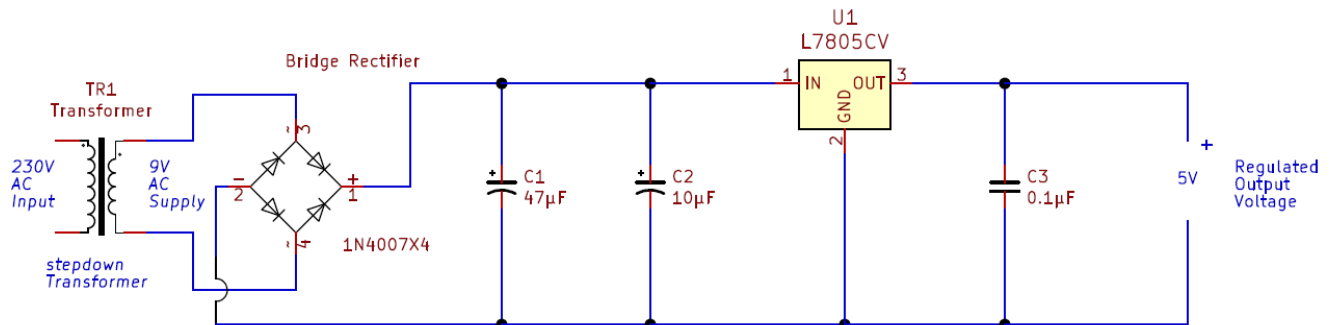 U1
L7805CV
Bridge Rectifier
TR1
Transformer
1
IN
OUT
3
GND
2
~
3
230V
AC
Input
9V
AC
Supply
-
2
+
1
+
C1
47µF
+
C2
10µF
C3
0.1µF
+
5V
Regulated
Output
Voltage
~
4
1N4007X4
stepdown
Transformer